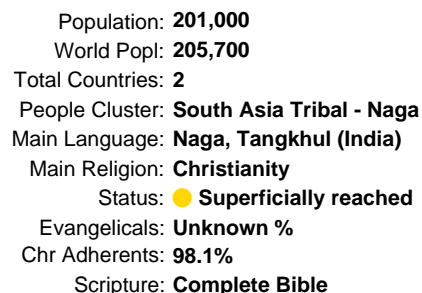 Population: 201,000
World Popl: 205,700
Total Countries: 2
People Cluster: South Asia Tribal - Naga
Main Language: Naga, Tangkhul (India)
Main Religion: Christianity
Status: Superficially reached
Evangelicals: Unknown %
Chr Adherents: 98.1%
Scripture: Complete Bible